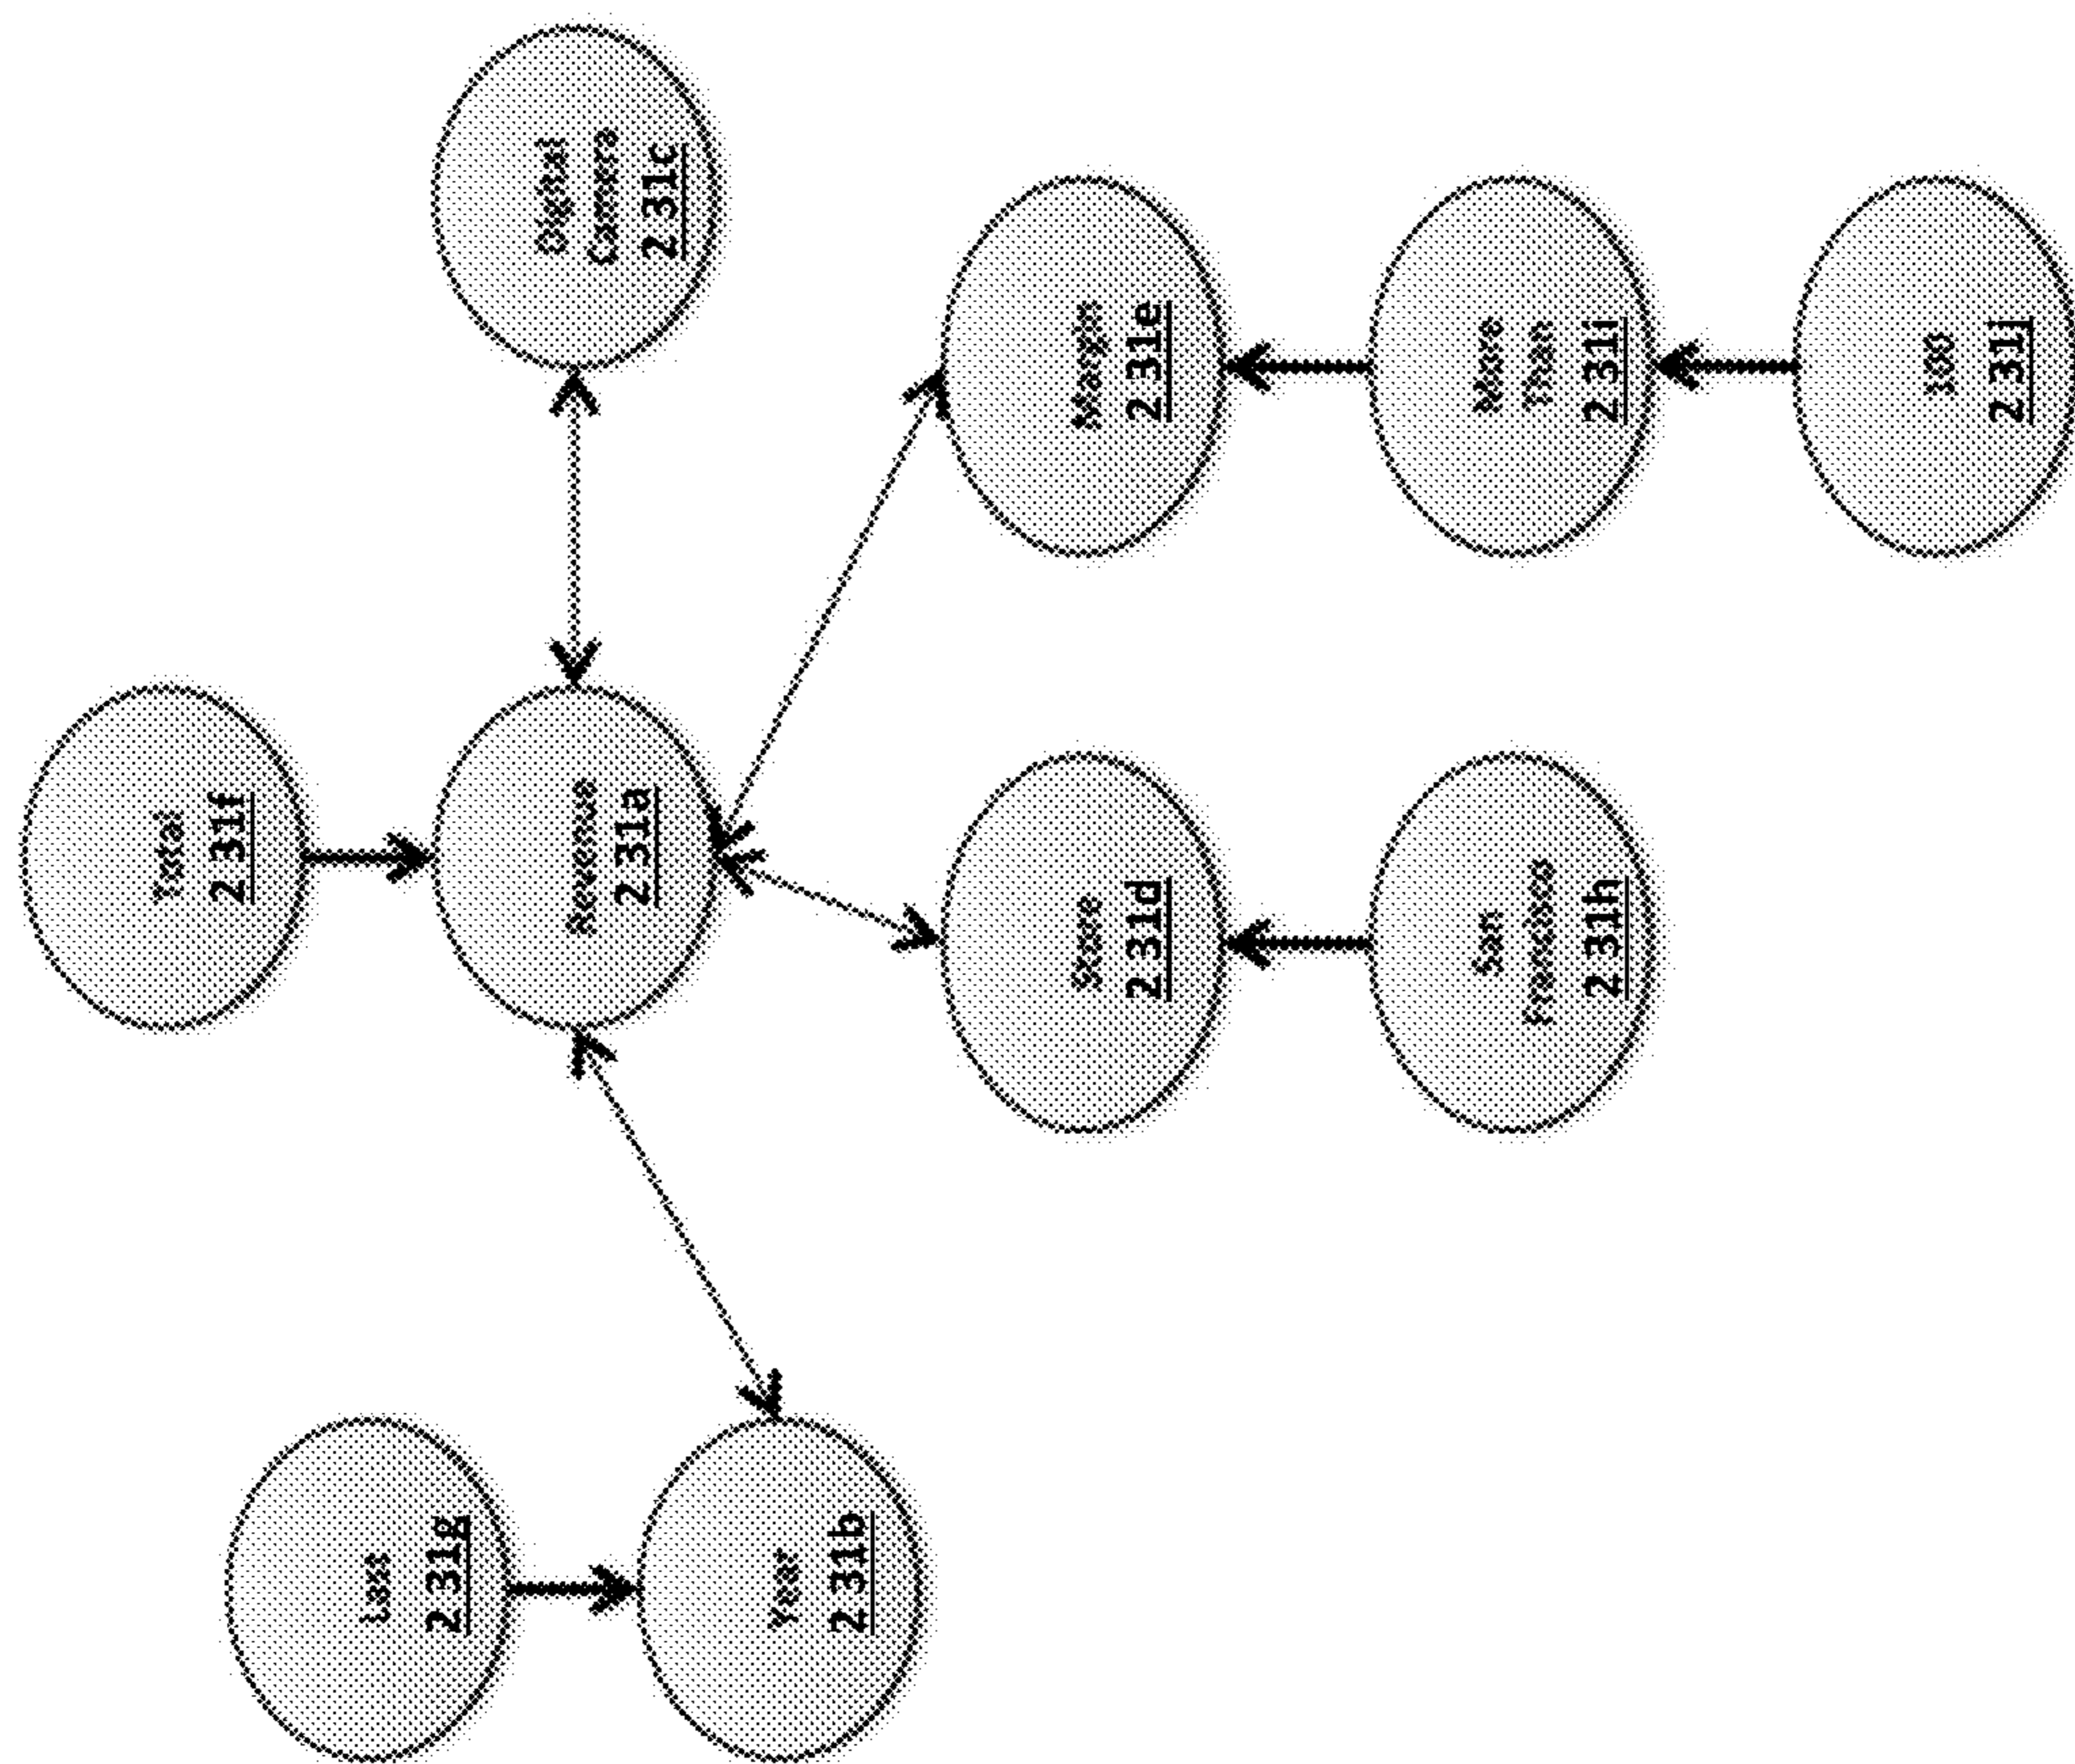 Last
231g
Year
231b
Total
231f
Revenue
231a
Digital
Camera
231c
Store
231d
San
Francisco
231h
Margin
231e
More
Than
231i
100
231j